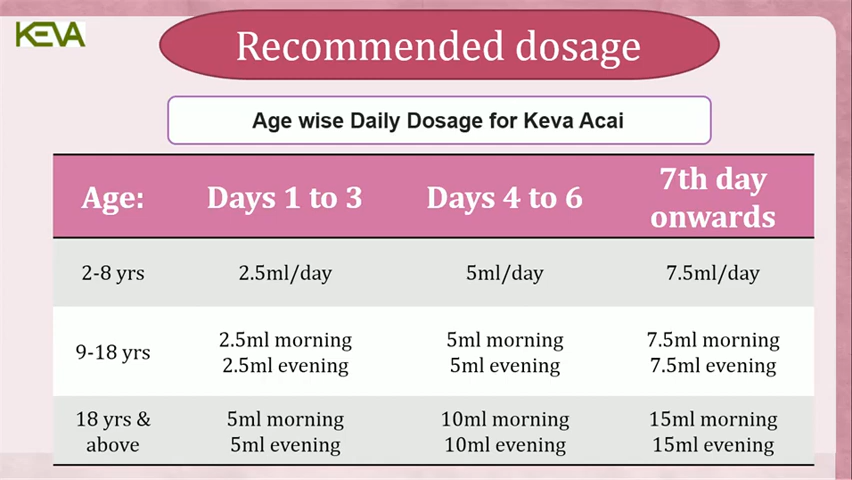 KEVA
Recommended dosage
Age wise Daily Dosage for Keva Acai
Age: Days 1 to 3 Days 4 to 6 7th day onwards
2-8 yrs 2.5ml/day 5ml/day 7.5ml/day
9-18 yrs 2.5ml morning 5ml morning 7.5ml morning
2.5ml evening 5ml evening 7.5ml evening
18 yrs & 5ml morning 10ml morning 15ml morning
above 5ml evening 10ml evening 15ml evening